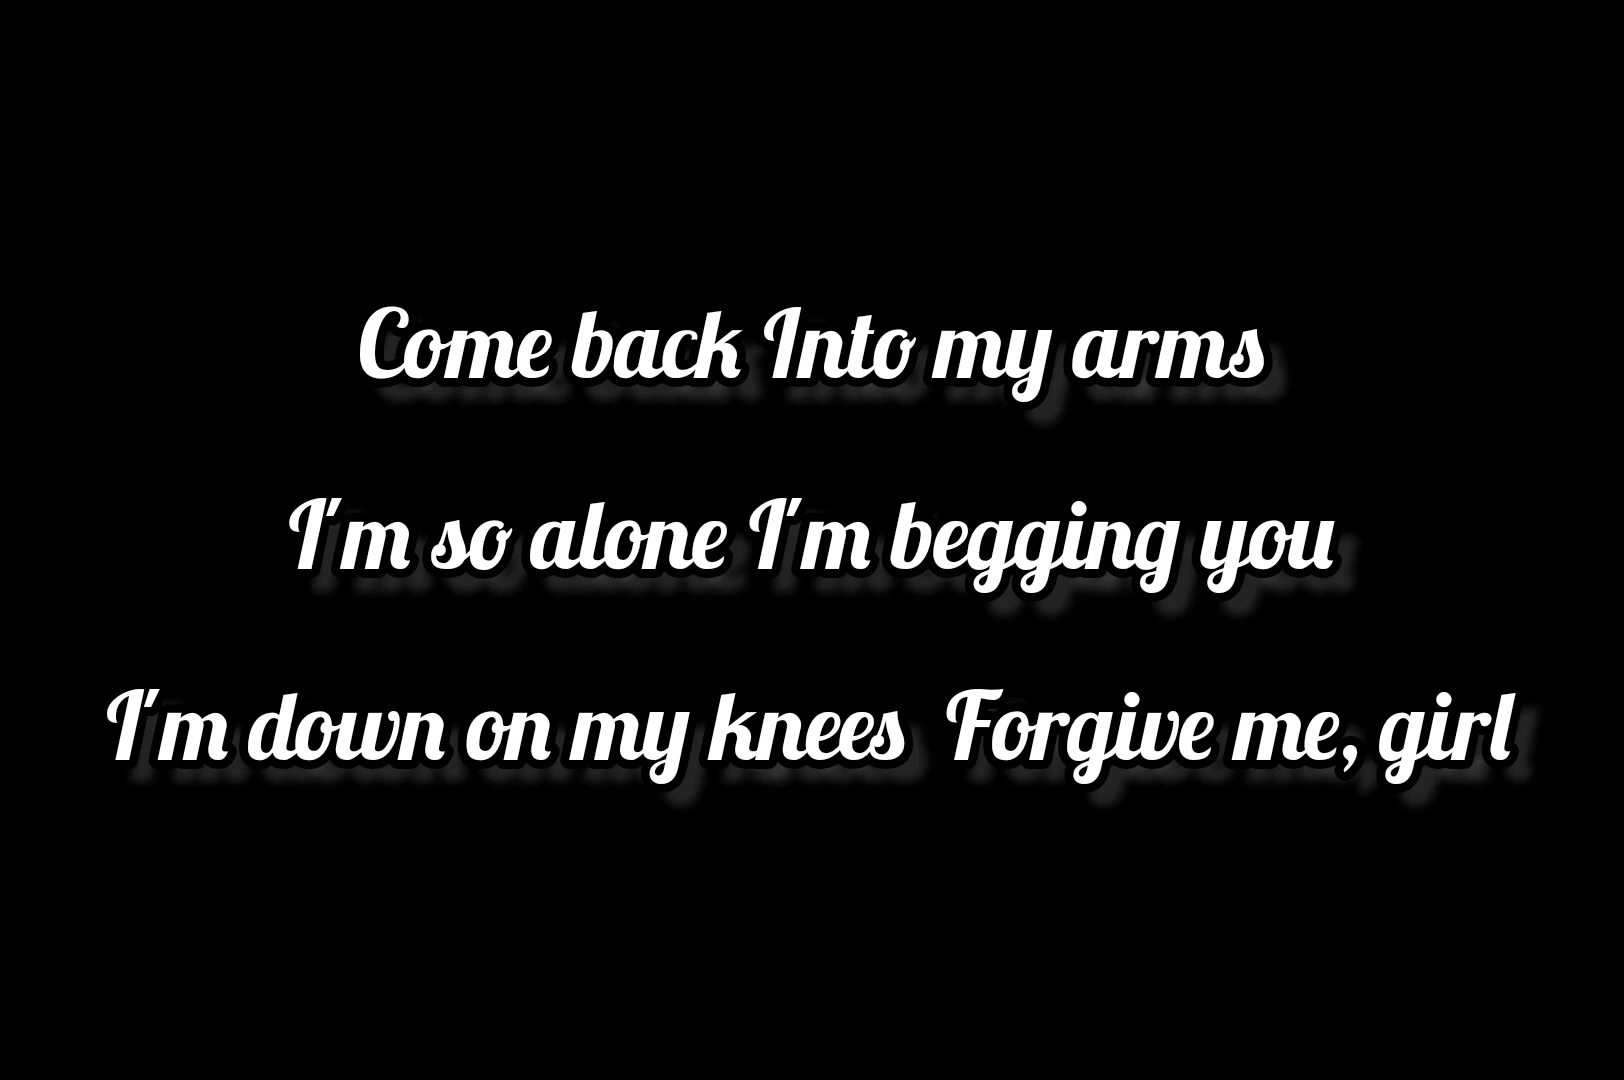 Come back Into my arms
I'm so alone I'm begging you
I'm down on my knees  Forgive me, girl